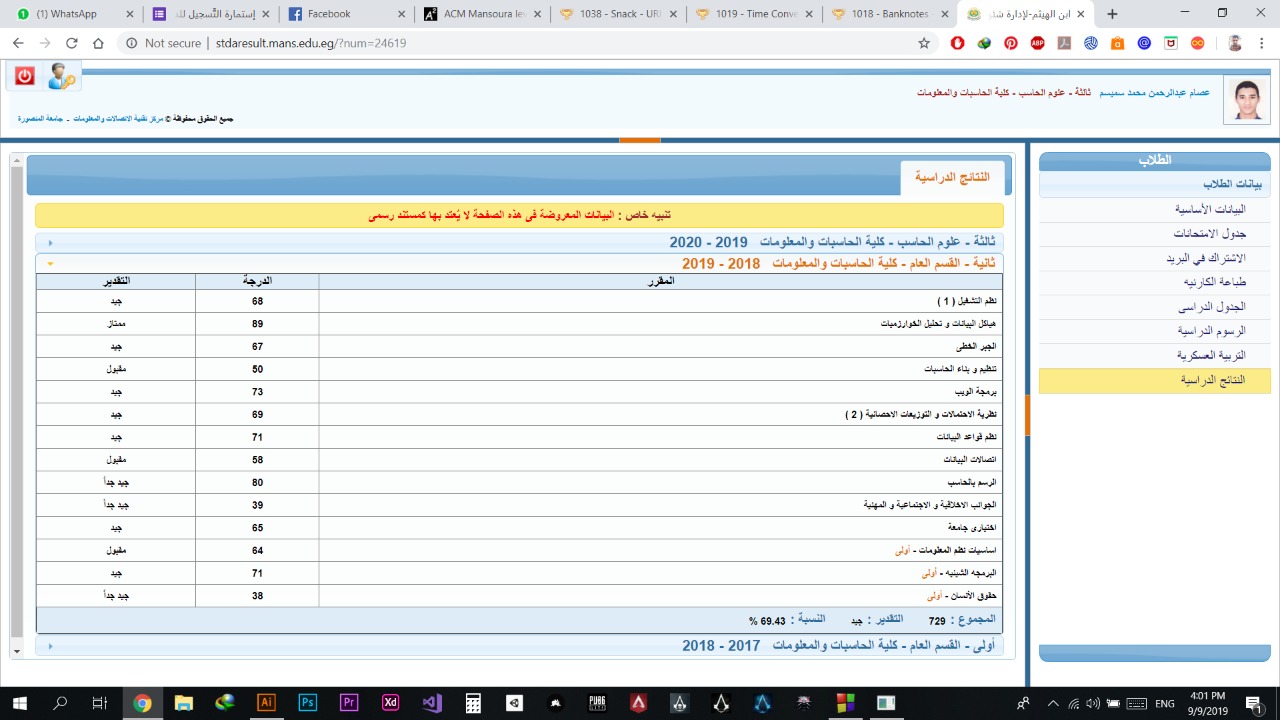 (1) WhatsApp
إستمارة التَّسجيل للد
Facebook
ACM Mansoura lev
1038 - Snack - URI
1019 - Time Conve
1018 - Banknotes -
ابن الهيثم-لإدارة شئو
Not secure | stdaresult.mans.edu.eg/?num=24619
عصام عبدالرحمن محمد سميسم ثالثة - علوم الحاسب - كلية الحاسبات والمعلومات
جميع الحقوق محفوظة © مركز تقنية الاتصالات والمعلومات - جامعة المنصورة
الطلاب
بيانات الطلاب
البيانات الأساسية
جدول الامتحانات
الاشتراك في البريد
طباعة الكارنيه
الجدول الدراسى
الرسوم الدراسية
التربية العسكرية
النتائج الدراسية
النتائج الدراسية
تنبيه خاص : البيانات المعروضة فى هذه الصفحة لا يُعتد بها كمستند رسمى
ثالثة - علوم الحاسب - كلية الحاسبات والمعلومات 2019 - 2020
ثانية - القسم العام - كلية الحاسبات والمعلومات 2018 - 2019
المقرر الدرجة التقدير
نظم التشغيل ( 1 ) 68 جيد
هياكل البيانات و تحليل الخوارزميات 89 ممتاز
الجبر الخطى 67 جيد
تنظيم و بناء الحاسبات 50 مقبول
برمجة الويب 73 جيد
نظرية الاحتمالات و التوزيعات الاحصائية ( 2 ) 69 جيد
نظم قواعد البيانات 71 جيد
اتصالات البيانات 58 مقبول
الرسم بالحاسب 80 جيد جداً
الجوانب الاخلاقية و الاجتماعية و المهنية 39 جيد جداً
اختيارى جامعة 65 جيد
اساسيات نظم المعلومات - أولى 64 مقبول
البرمجه الشيئيه - أولى 71 جيد
حقوق الأنسان - أولى 38 جيد جداً
المجموع : 729 التقدير : جيد النسبة : 69.43 %
أولى - القسم العام - كلية الحاسبات والمعلومات 2017 - 2018
ENG
4:01 PM
9/9/2019